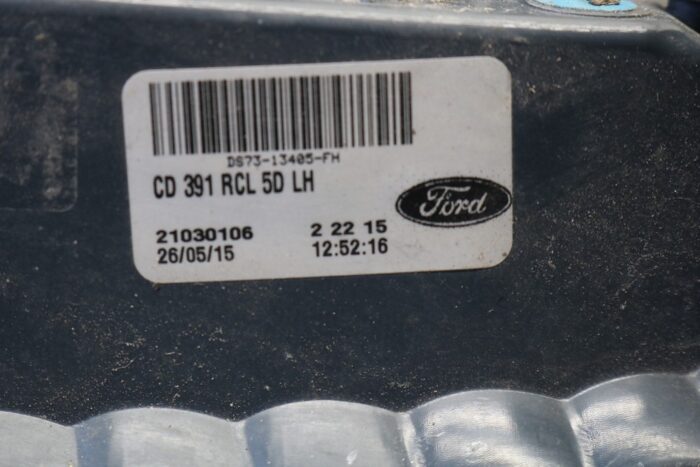 DS73-13405-FH
CD 391 RCL 5D LH
Ford
21030106 2 22 15
26/05/15 12:52:16